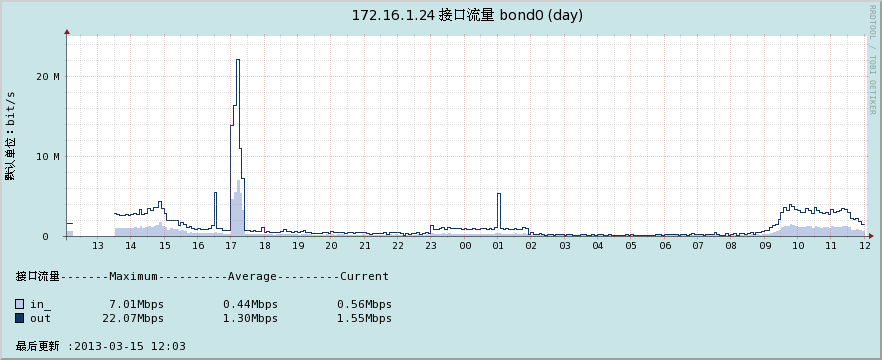 172.16.1.24 接口流量 bond0 (day)
RRDTOOL / TOBI OETIKER
默认单位：bit/s
20 M
10 M
0
13 14 15 16 17 18 19 20 21 22 23 00 01 02 03 04 05 06 07 08 09 10 11 12
接口流量-------Maximum----------Average---------Current
in_ 7.01Mbps 0.44Mbps 0.56Mbps
out 22.07Mbps 1.30Mbps 1.55Mbps
最后更新 :2013-03-15 12:03